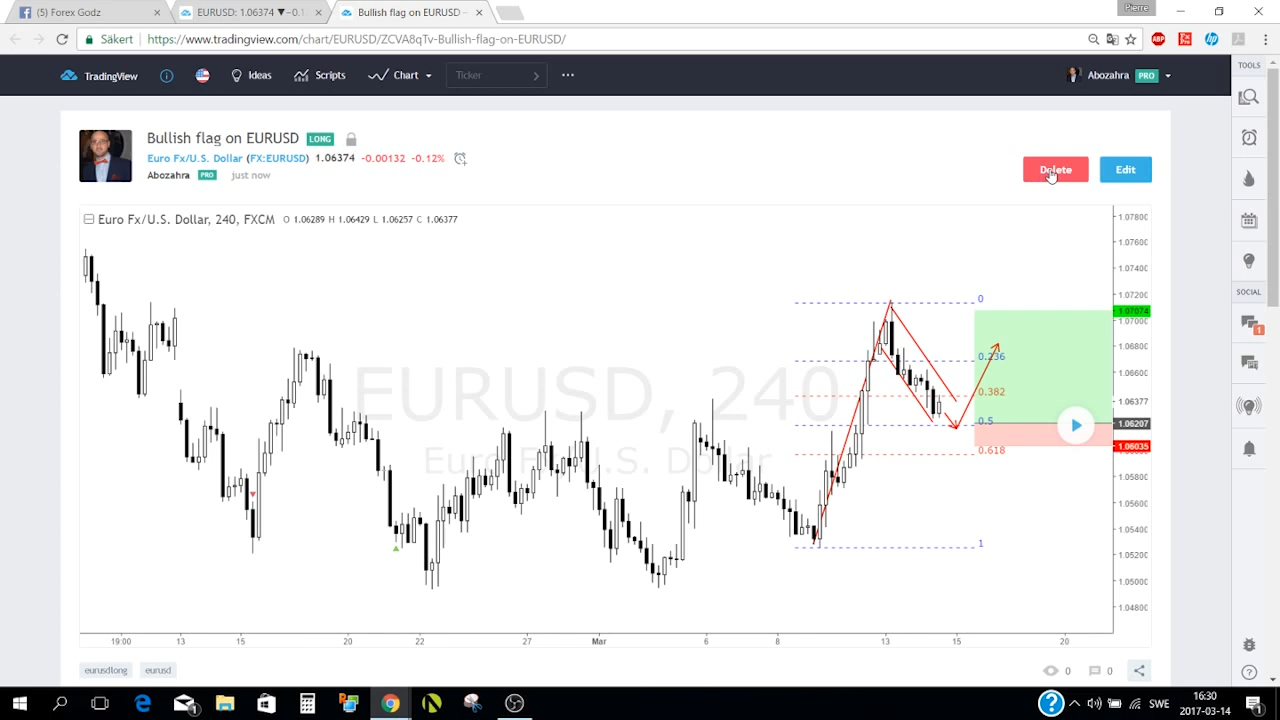 (5) Forex Godz
EURUSD: 1.06374 ▼−0.1
Bullish flag on EURUSD —
Pierre
Säkert
https://www.tradingview.com/chart/EURUSD/ZCVA8qTv-Bullish-flag-on-EURUSD/
TradingView
Ideas
Scripts
Chart
Ticker
Abozahra PRO
TOOLS
Bullish flag on EURUSD LONG
Euro Fx/U.S. Dollar (FX:EURUSD) 1.06374 -0.00132 -0.12%
Abozahra PRO just now
Delete
Edit
Euro Fx/U.S. Dollar, 240, FXCM O 1.06289 H 1.06429 L 1.06257 C 1.06377
EURUSD, 240
Euro Fx/U.S. Dollar
0
0.236
0.382
0.5
0.618
1
1.07800
1.07600
1.07400
1.07200
1.07074
1.07000
1.06800
1.06600
1.06377
1.06207
1.06035
1.05800
1.05600
1.05400
1.05200
1.05000
1.04800
SOCIAL
1
19:00 13 15 20 22 27 Mar 6 8 13 15 20
eurusdlong eurusd
0 0
1
SWE
16:30
2017-03-14
1